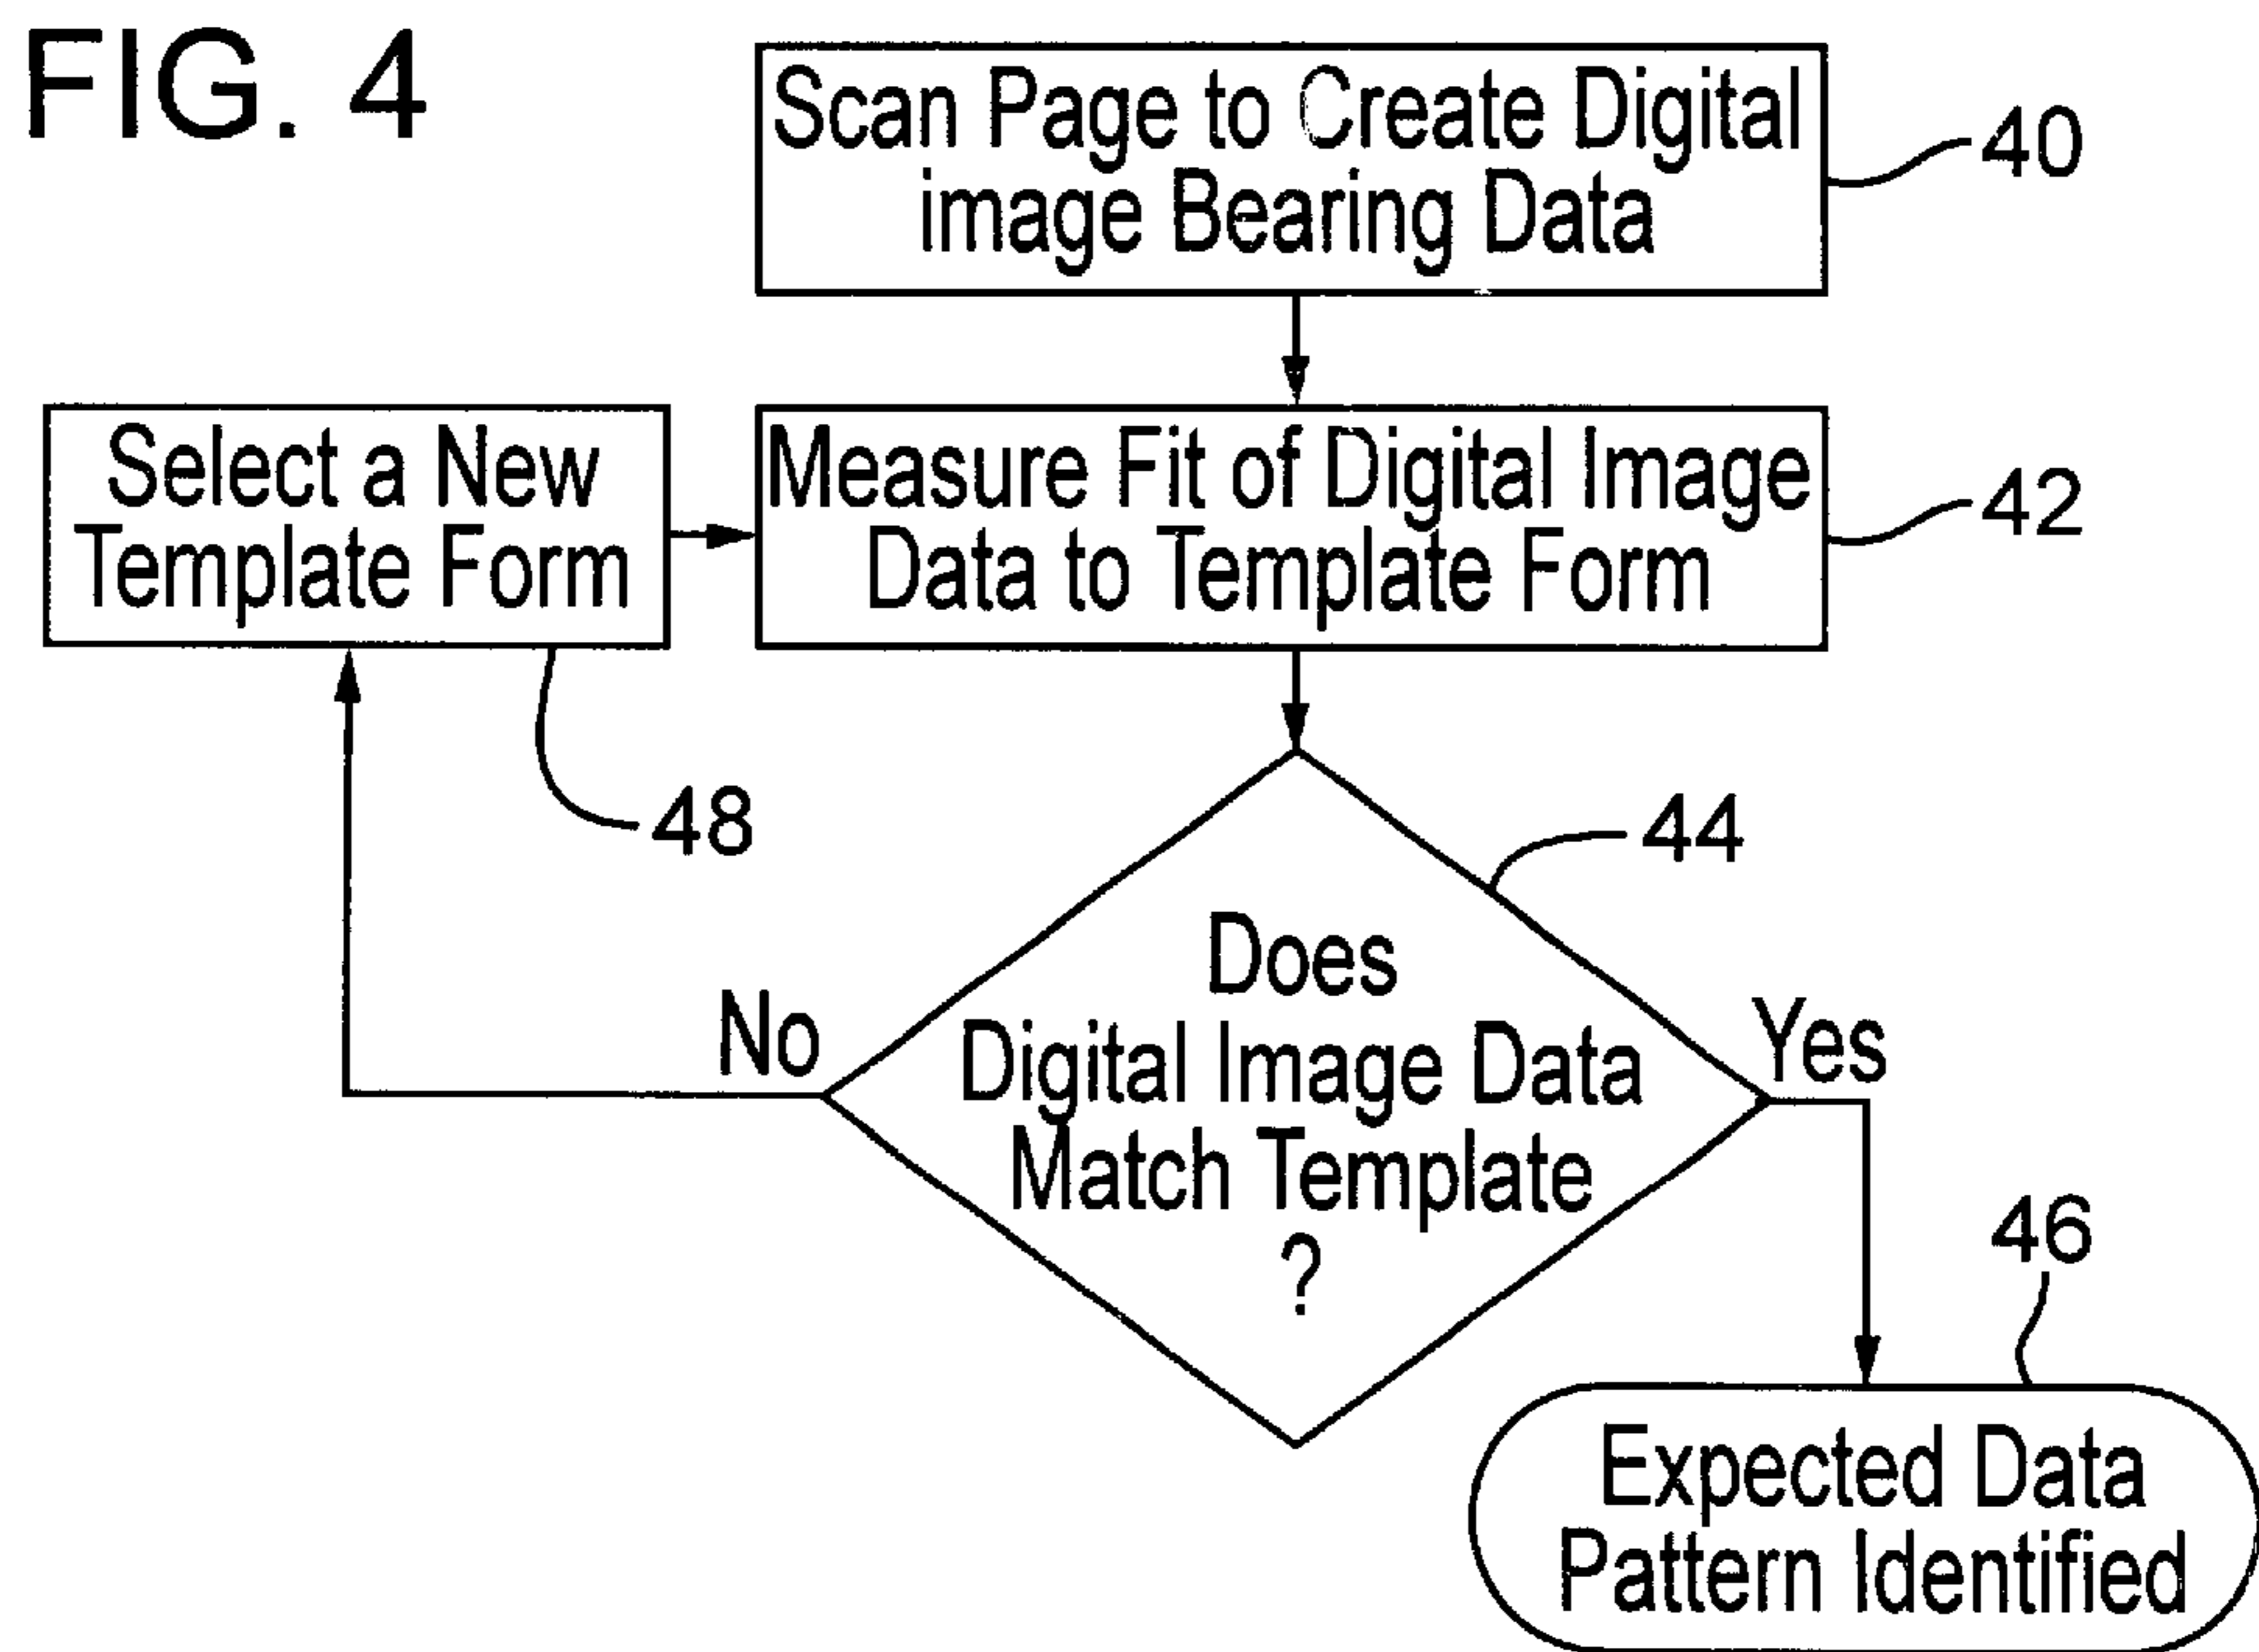 FIG. 4
Scan Page to Create Digital
image Bearing Data
40
Select a New
Template Form
48
Measure Fit of Digital Image
Data to Template Form
42
Does
Digital Image Data
Match Template
?
44
No
Yes
46
Expected Data
Pattern Identified